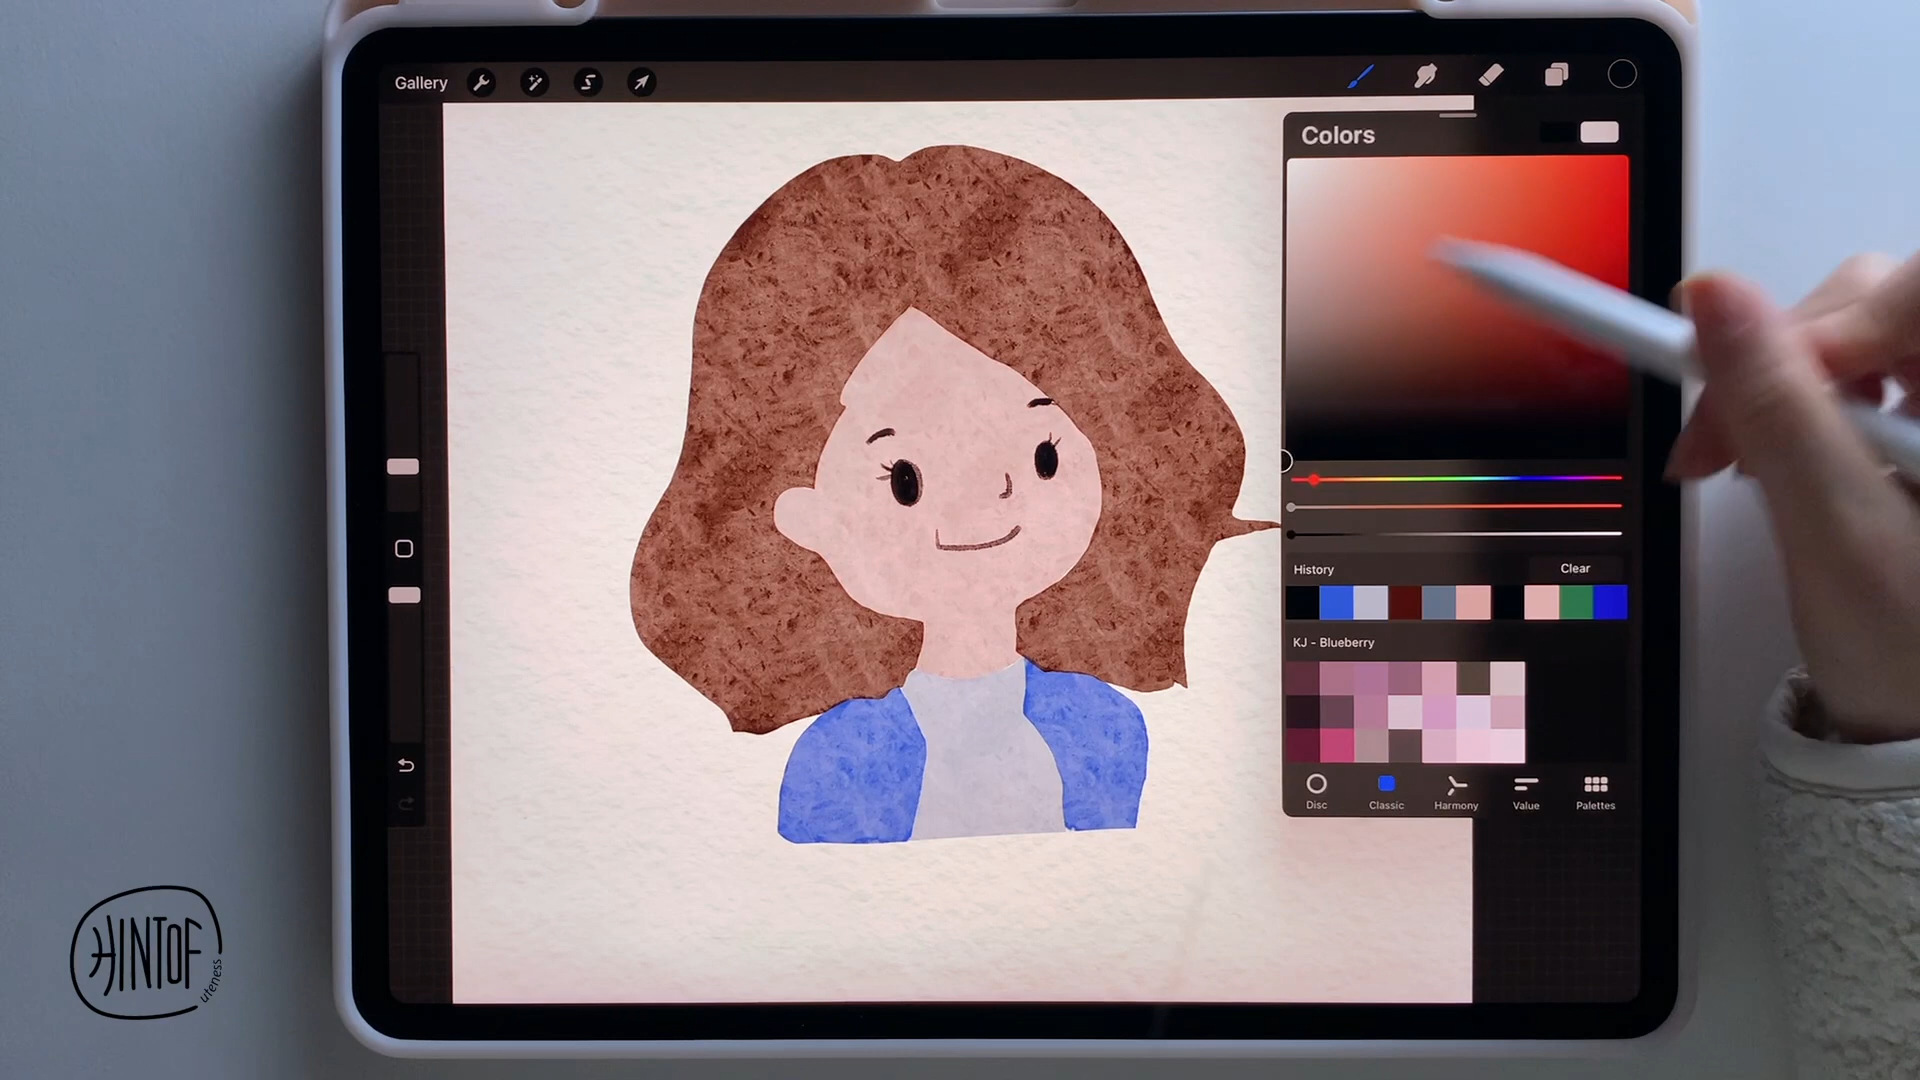 Gallery
Colors
History
Clear
KJ - Blueberry
Disc
Classic
Harmony
Value
Palettes
HINTOF
uteness